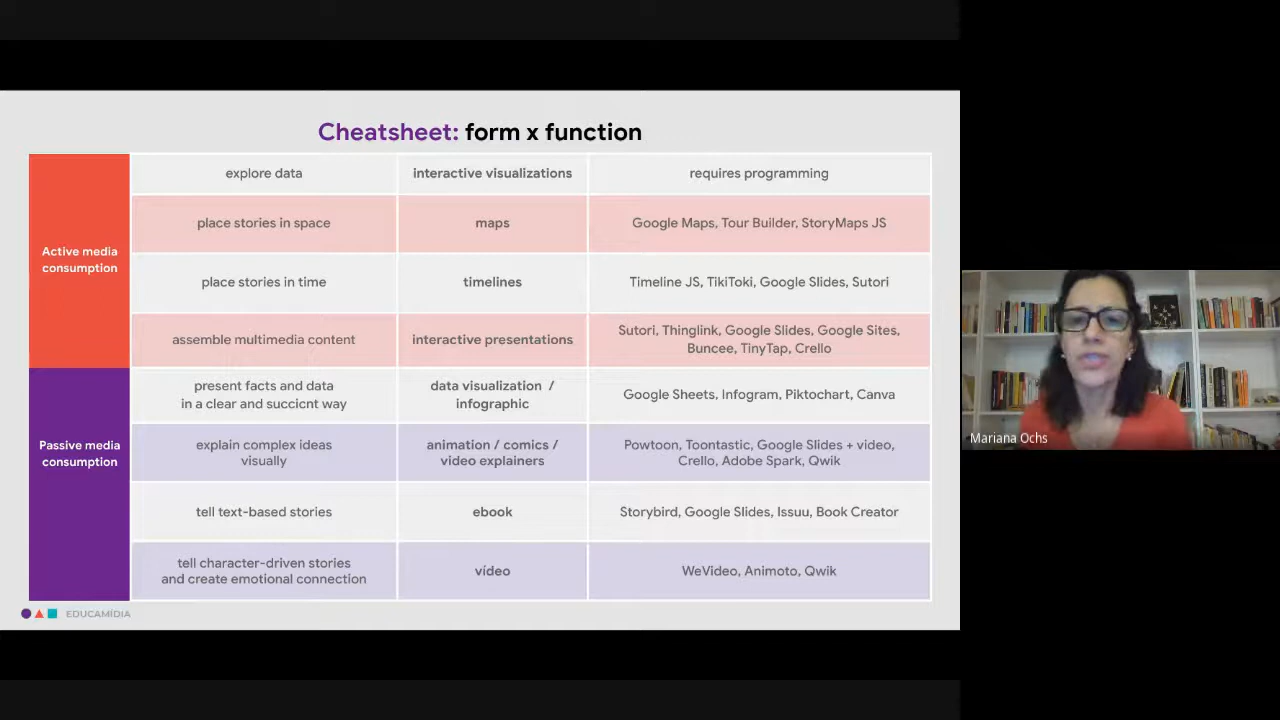 Cheatsheet: form x function
Active media
consumption
explore data
interactive visualizations
requires programming
place stories in space
maps
Google Maps, Tour Builder, StoryMaps JS
place stories in time
timelines
Timeline JS, TikiToki, Google Slides, Sutori
assemble multimedia content
interactive presentations
Sutori, Thinglink, Google Slides, Google Sites,
Buncee, TinyTap, Crello
Passive media
consumption
present facts and data
in a clear and succicnt way
data visualization /
infographic
Google Sheets, Infogram, Piktochart, Canva
explain complex ideas
visually
animation / comics /
video explainers
Powtoon, Toontastic, Google Slides + video,
Crello, Adobe Spark, Qwik
tell text-based stories
ebook
Storybird, Google Slides, Issuu, Book Creator
tell character-driven stories
and create emotional connection
vídeo
WeVideo, Animoto, Qwik
EDUCAMÍDIA
Mariana Ochs